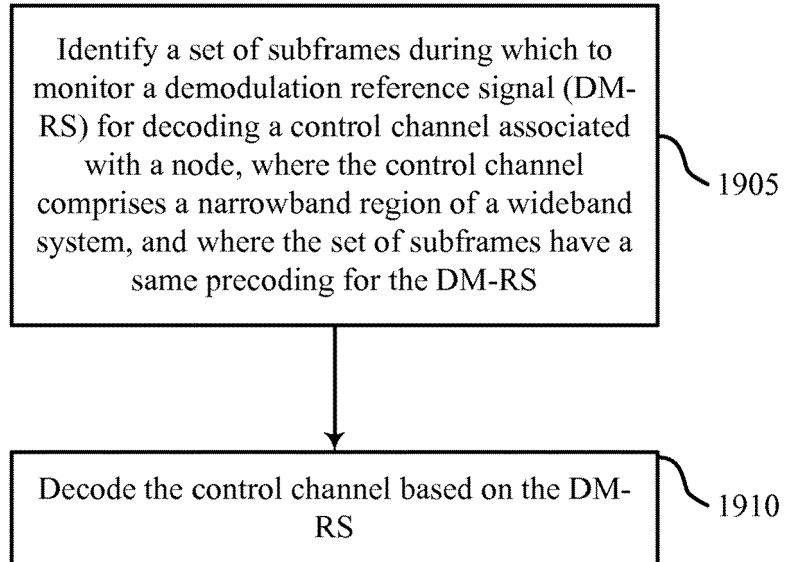 Identify a set of subframes during which to
monitor a demodulation reference signal (DM-
RS) for decoding a control channel associated
with a node, where the control channel
comprises a narrowband region of a wideband
system, and where the set of subframes have a
same precoding for the DM-RS
1905
Decode the control channel based on the DM-
RS
1910